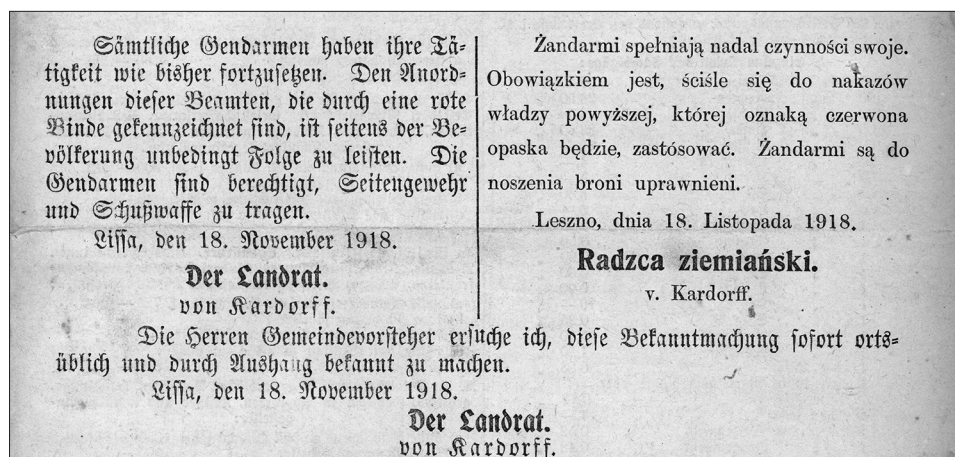 Sämtliche Gendarmen haben ihre Tä-
tigkeit wie bisher fortzusetzen. Den Anord-
nungen dieser Beamten, die durch eine rote
Binde gekennzeichnet sind, ist seitens der Be-
völkerung unbedingt Folge zu leisten. Die
Gendarmen sind berechtigt, Seitengewehr
und Schußwaffe zu tragen.
Lissa, den 18. November 1918.
Der Landrat.
von Kardorff.
Żandarmi spełniają nadal czynności swoje.
Obowiązkiem jest, ściśle się do nakazów
władzy powyższej, której oznaką czerwona
opaska będzie, zastósować. Żandarmi są do
noszenia broni uprawnieni.
Leszno, dnia 18. Listopada 1918.
Radzca ziemiański.
v. Kardorff.
Die Herren Gemeindevorsteher ersuche ich, diese Bekanntmachung sofort orts-
üblich und durch Aushang bekannt zu machen.
Lissa, den 18. November 1918.
Der Landrat.
von Kardorff.